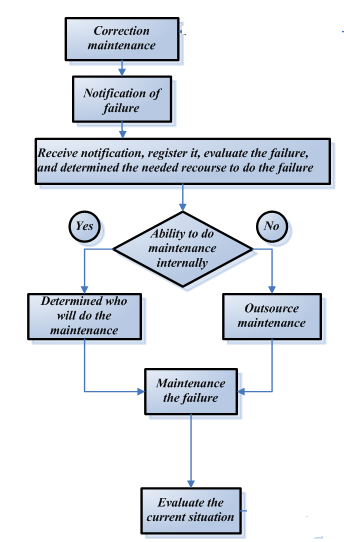 Correction
maintenance
Notification of
failure
Receive notification, register it, evaluate the failure,
and determined the needed recourse to do the failure
Yes
No
Ability to do
maintenance
internally
Determined who
will do the
maintenance
Outsource
maintenance
Maintenance
the failure
Evaluate the
current situation